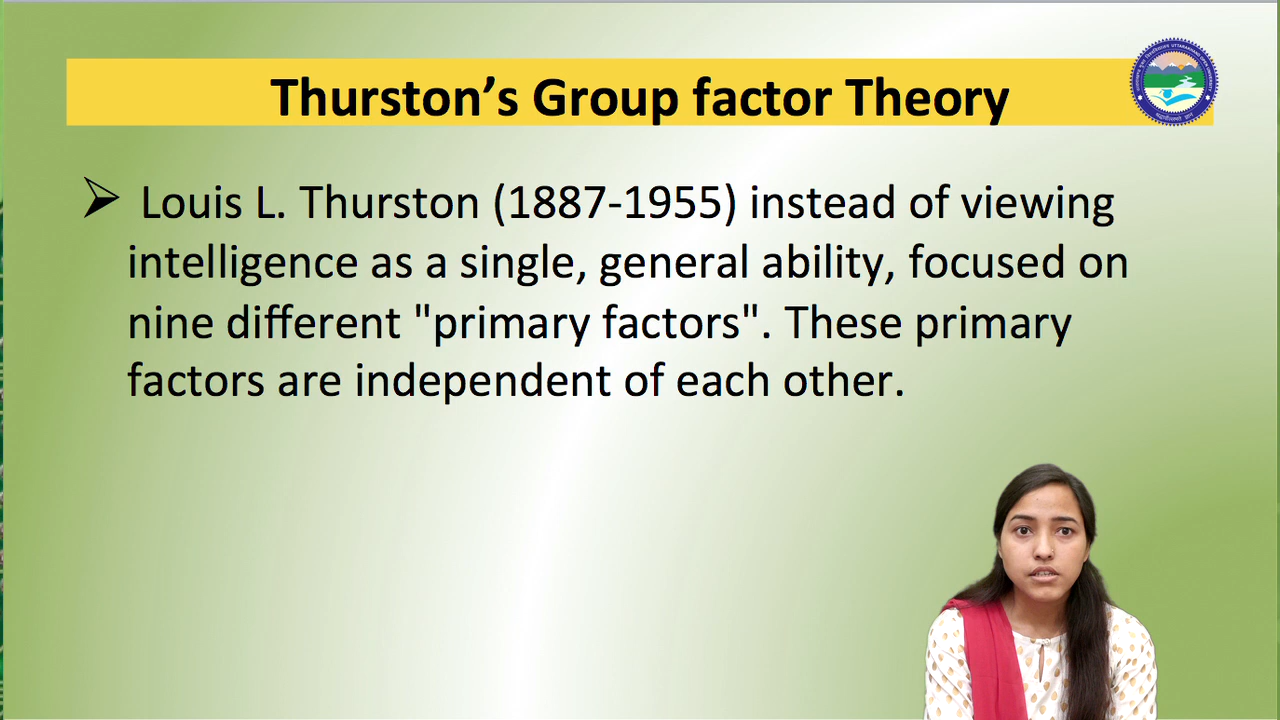 Thurston’s Group factor Theory
➢ Louis L. Thurston (1887-1955) instead of viewing
intelligence as a single, general ability, focused on
nine different "primary factors". These primary
factors are independent of each other.